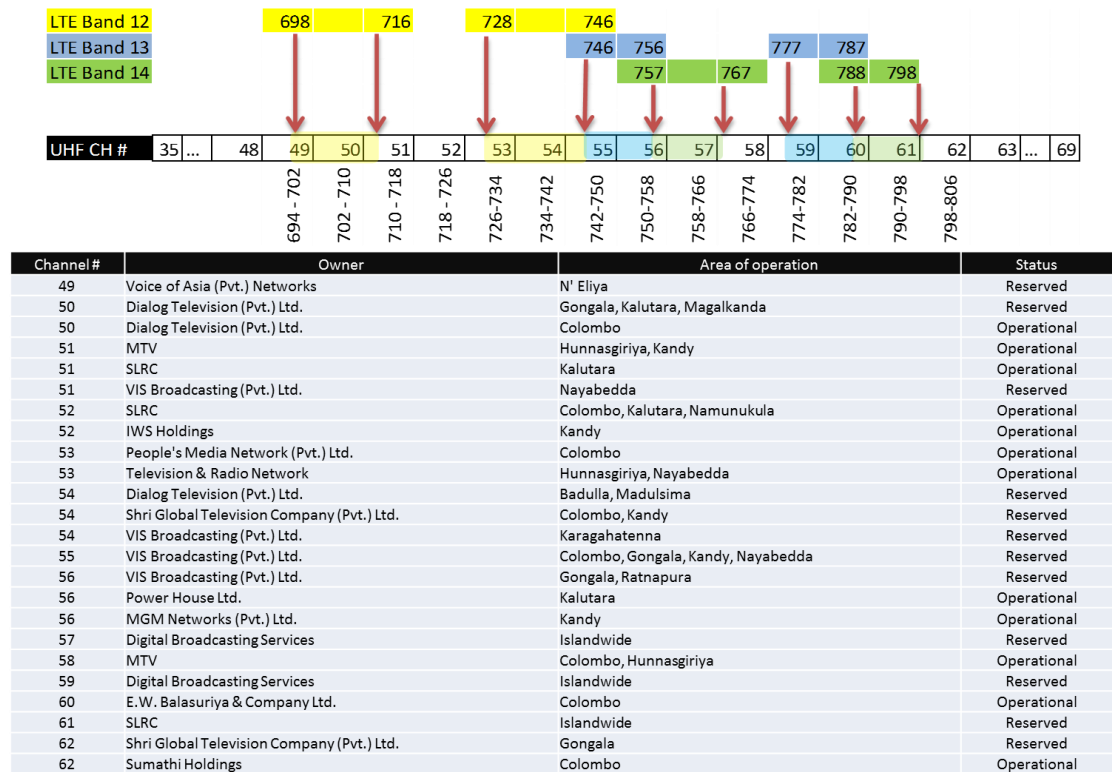 LTE Band 12 698 716 728 746
LTE Band 13 746 756 777 787
LTE Band 14 757 767 788 798
UHF CH # 35 ... 48 49 50 51 52 53 54 55 56 57 58 59 60 61 62 63 ... 69
694 - 702 702 - 710 710 - 718 718 - 726 726-734 734-742 742-750 750-758 758-766 766-774 774-782 782-790 790-798 798-806
Channel # Owner Area of operation Status
49 Voice of Asia (Pvt.) Networks N' Eliya Reserved
50 Dialog Television (Pvt.) Ltd. Gongala, Kalutara, Magalkanda Reserved
50 Dialog Television (Pvt.) Ltd. Colombo Operational
51 MTV Hunnasgiriya, Kandy Operational
51 SLRC Kalutara Operational
51 VIS Broadcasting (Pvt.) Ltd. Nayabedda Reserved
52 SLRC Colombo, Kalutara, Namunukula Operational
52 IWS Holdings Kandy Operational
53 People's Media Network (Pvt.) Ltd. Colombo Operational
53 Television & Radio Network Hunnasgiriya, Nayabedda Operational
54 Dialog Television (Pvt.) Ltd. Badulla, Madulsima Reserved
54 Shri Global Television Company (Pvt.) Ltd. Colombo, Kandy Reserved
54 VIS Broadcasting (Pvt.) Ltd. Karagahatenna Reserved
55 VIS Broadcasting (Pvt.) Ltd. Colombo, Gongala, Kandy, Nayabedda Reserved
56 VIS Broadcasting (Pvt.) Ltd. Gongala, Ratnapura Reserved
56 Power House Ltd. Kalutara Operational
56 MGM Networks (Pvt.) Ltd. Kandy Operational
57 Digital Broadcasting Services Islandwide Reserved
58 MTV Colombo, Hunnasgiriya Operational
59 Digital Broadcasting Services Islandwide Reserved
60 E.W. Balasuriya & Company Ltd. Colombo Operational
61 SLRC Islandwide Reserved
62 Shri Global Television Company (Pvt.) Ltd. Gongala Reserved
62 Sumathi Holdings Colombo Operational